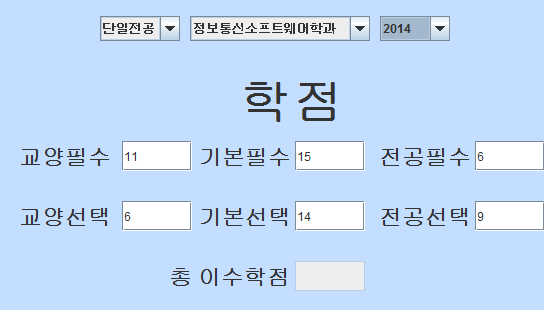 단일전공 정보통신소프트웨어학과 2014
학점
교양필수 11 기본필수 15 전공필수 6
교양선택 6 기본선택 14 전공선택 9
총 이수학점